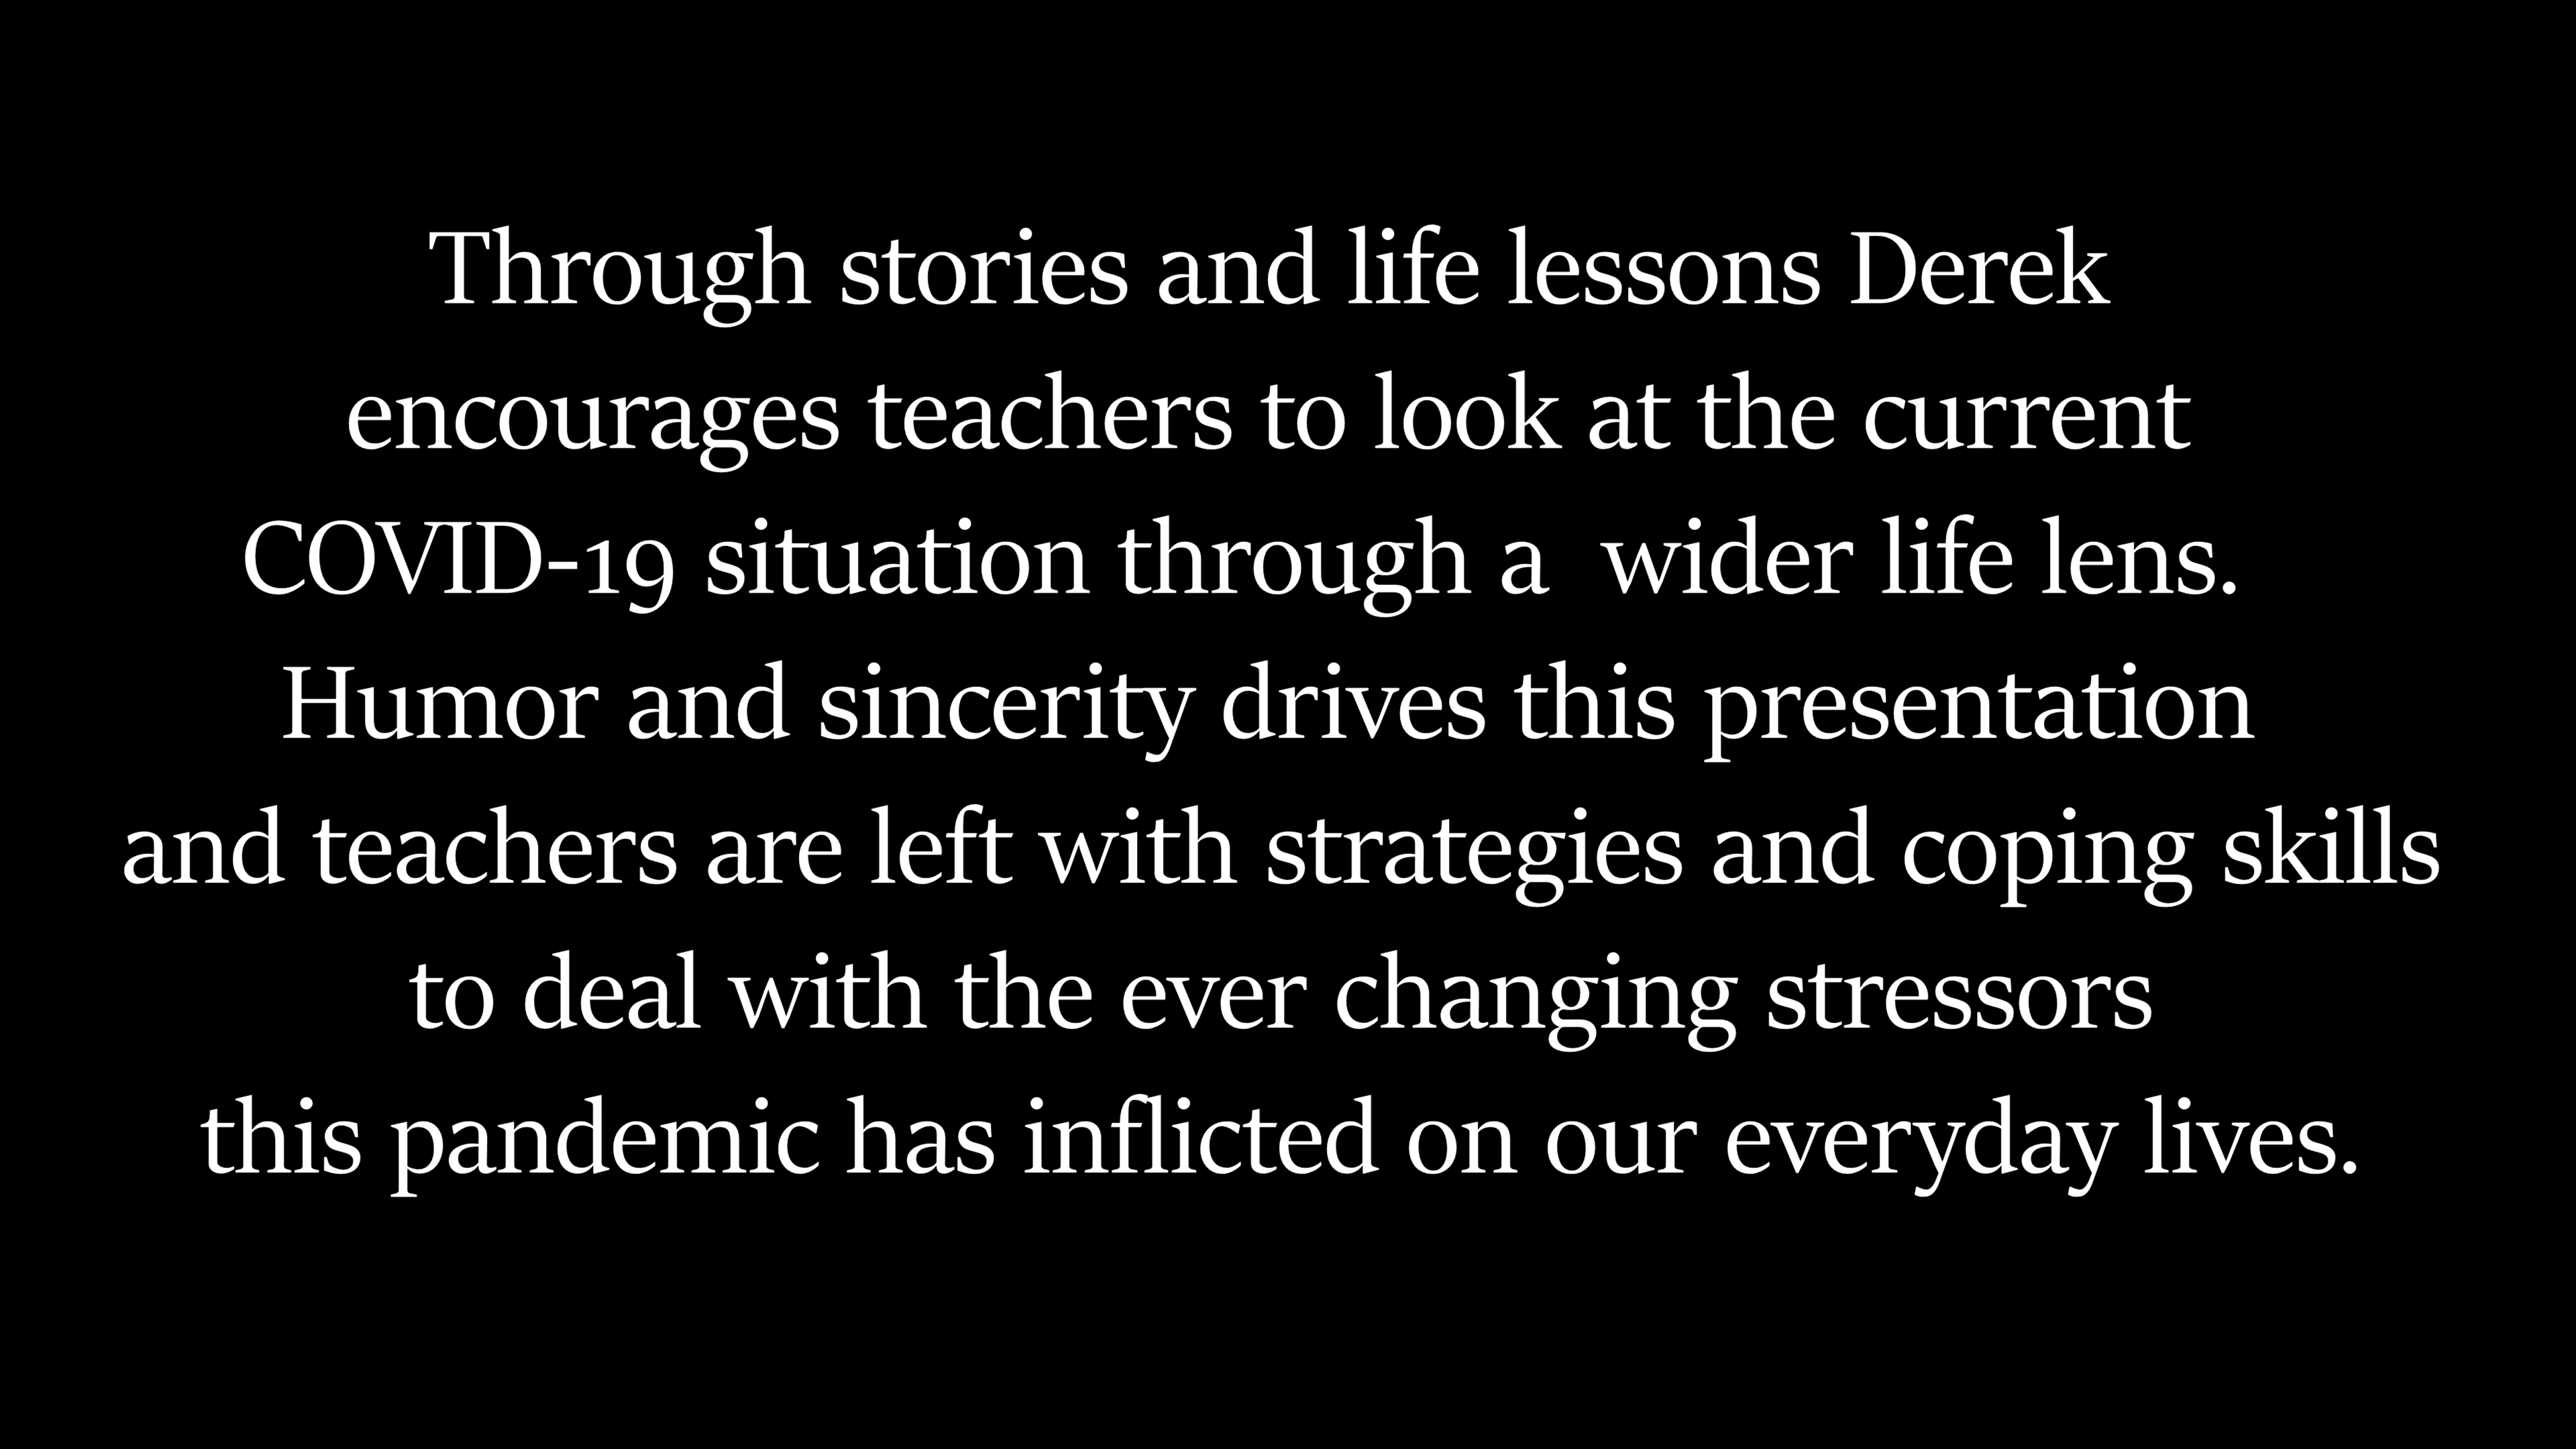 Through stories and life lessons Derek
encourages teachers to look at the current
COVID-19 situation through a  wider life lens.
Humor and sincerity drives this presentation
and teachers are left with strategies and coping skills
to deal with the ever changing stressors
this pandemic has inflicted on our everyday lives.